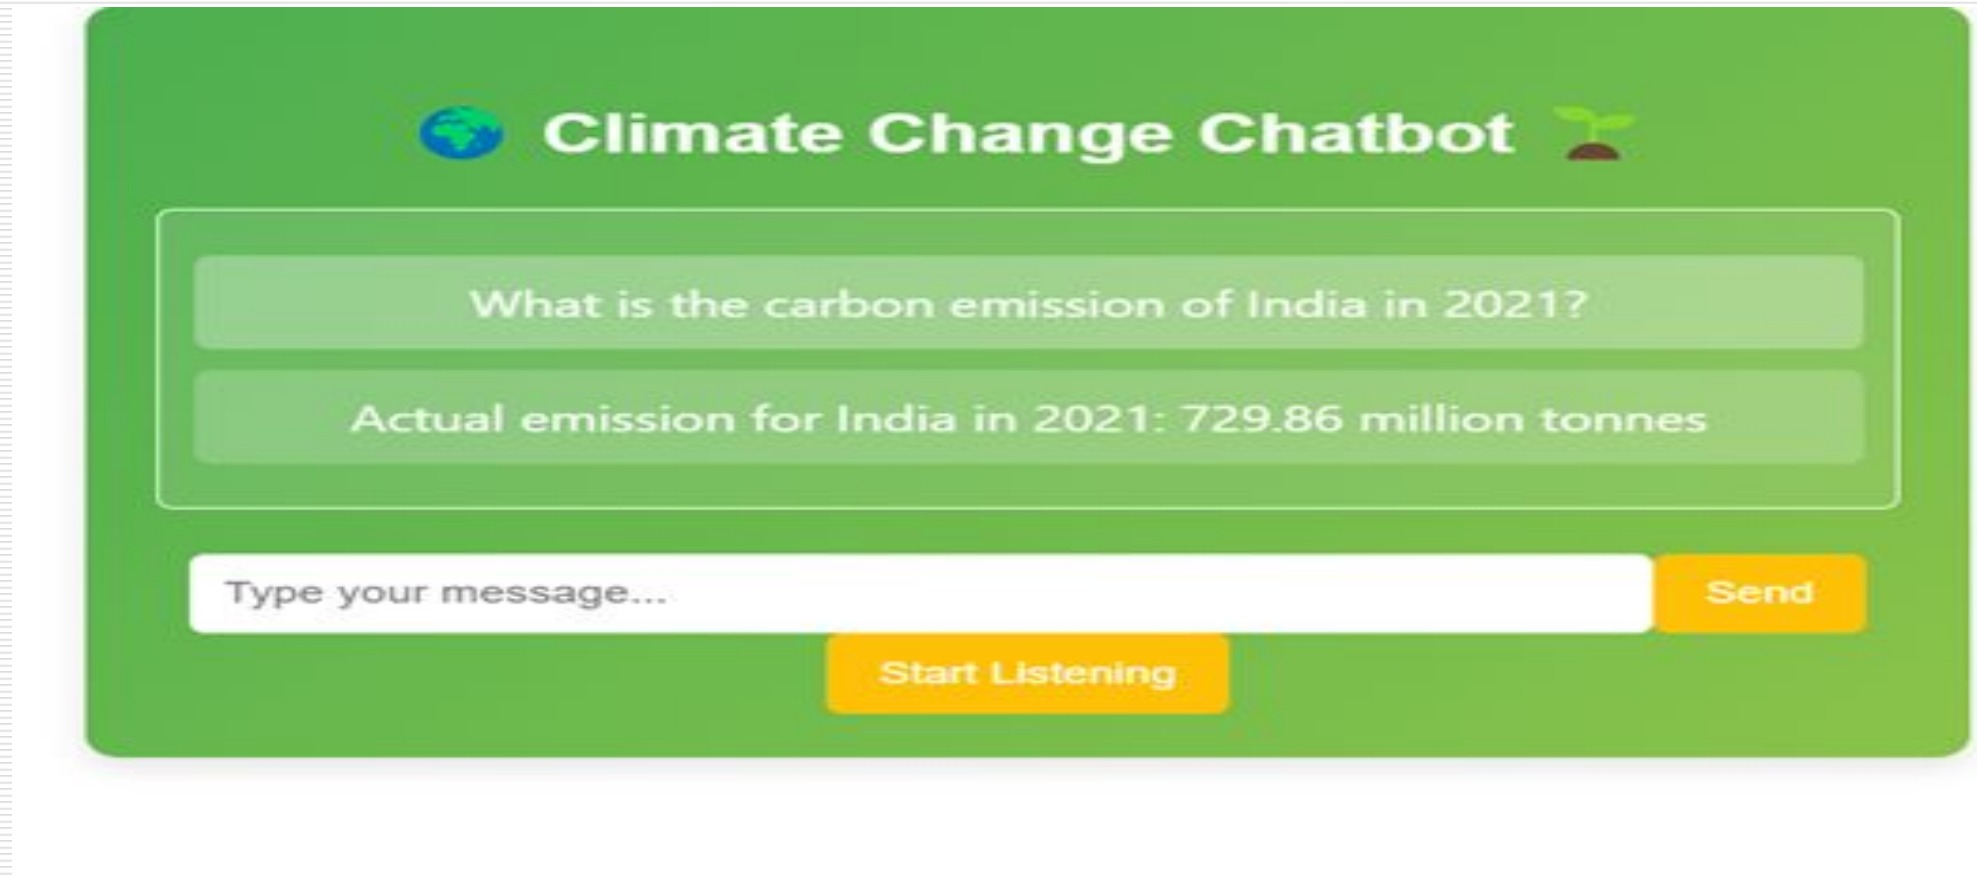 🌍 Climate Change Chatbot 🌱
What is the carbon emission of India in 2021?
Actual emission for India in 2021: 729.86 million tonnes
Type your message...
Send
Start Listening